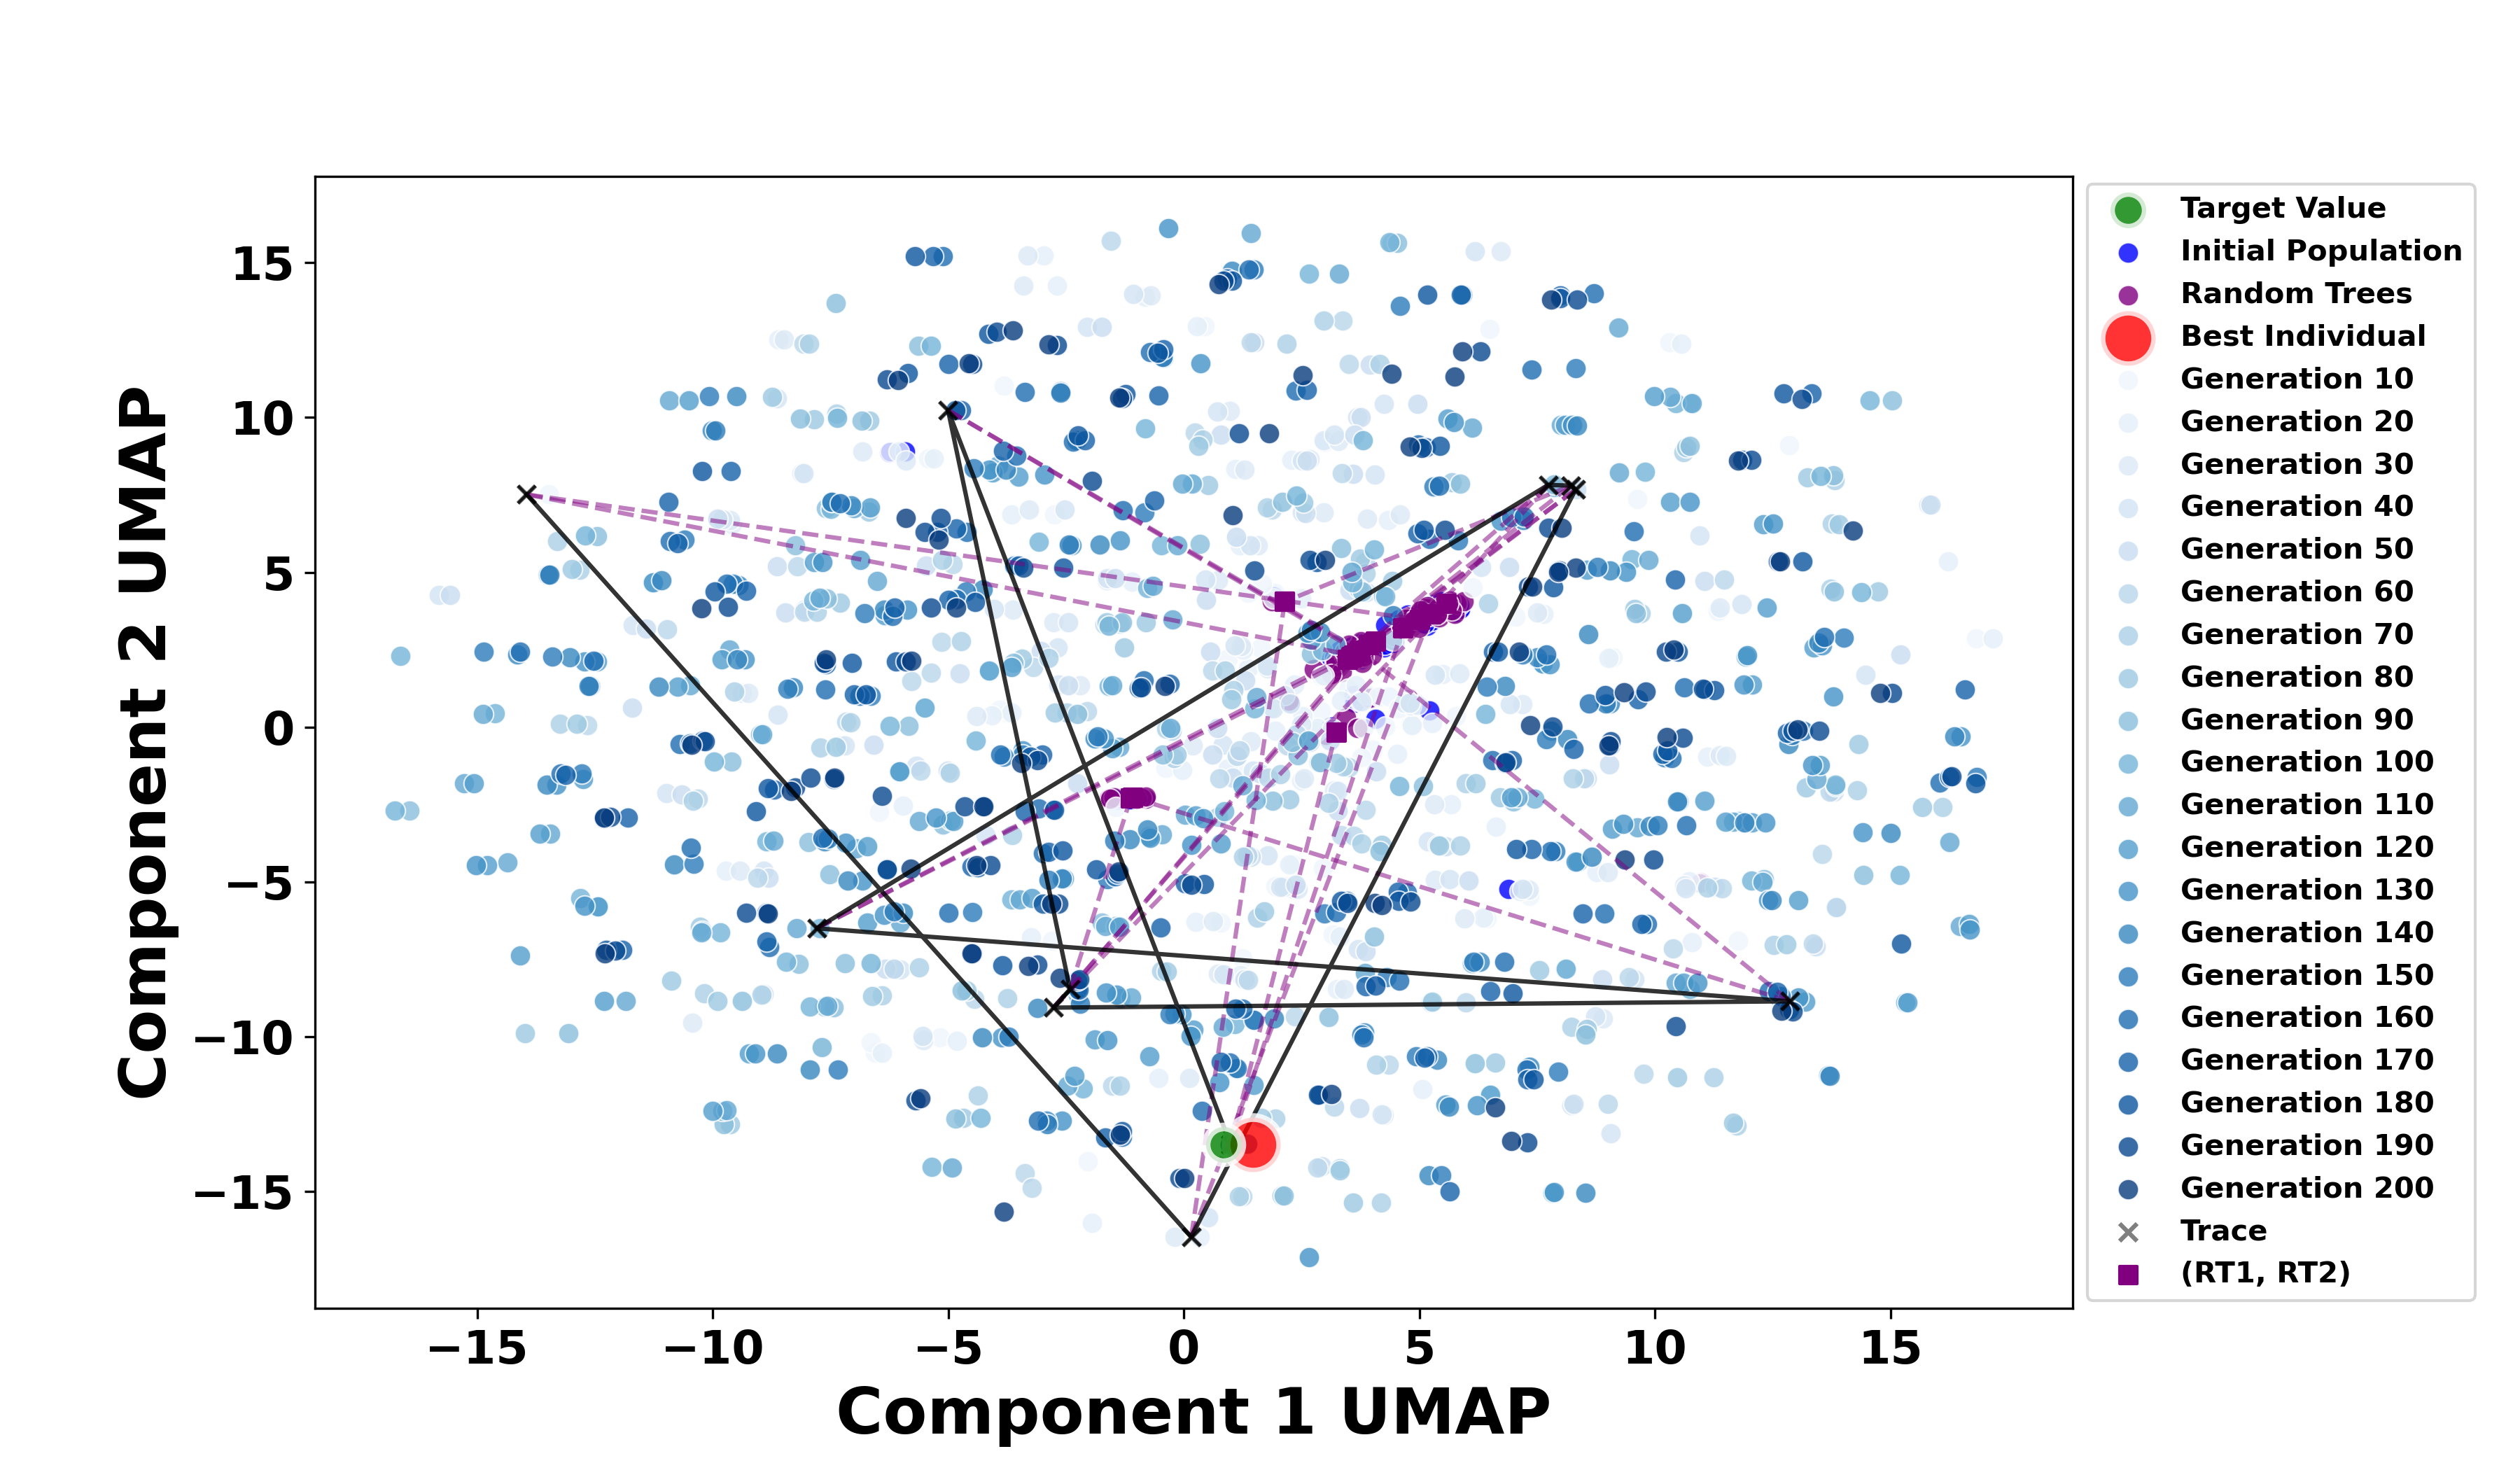 15
10
5
0
−5
−10
−15
−15
−10
−5
0
5
10
15
Component 1 UMAP
Component 2 UMAP
Target Value
Initial Population
Random Trees
Best Individual
Generation 10
Generation 20
Generation 30
Generation 40
Generation 50
Generation 60
Generation 70
Generation 80
Generation 90
Generation 100
Generation 110
Generation 120
Generation 130
Generation 140
Generation 150
Generation 160
Generation 170
Generation 180
Generation 190
Generation 200
Trace
(RT1, RT2)